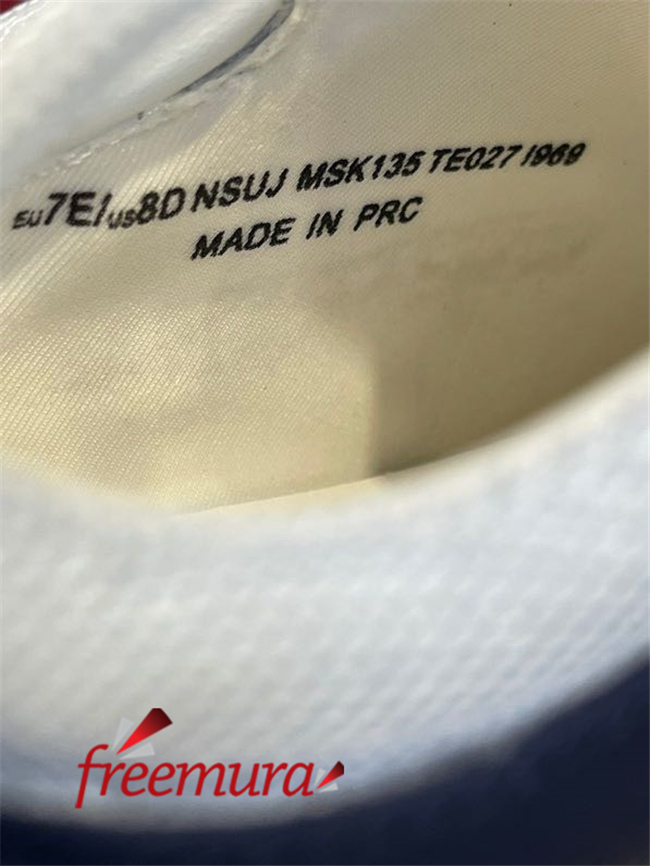 EU7E/US8D NSUJ MSK135 TE027 1969
MADE IN PRC
freemura